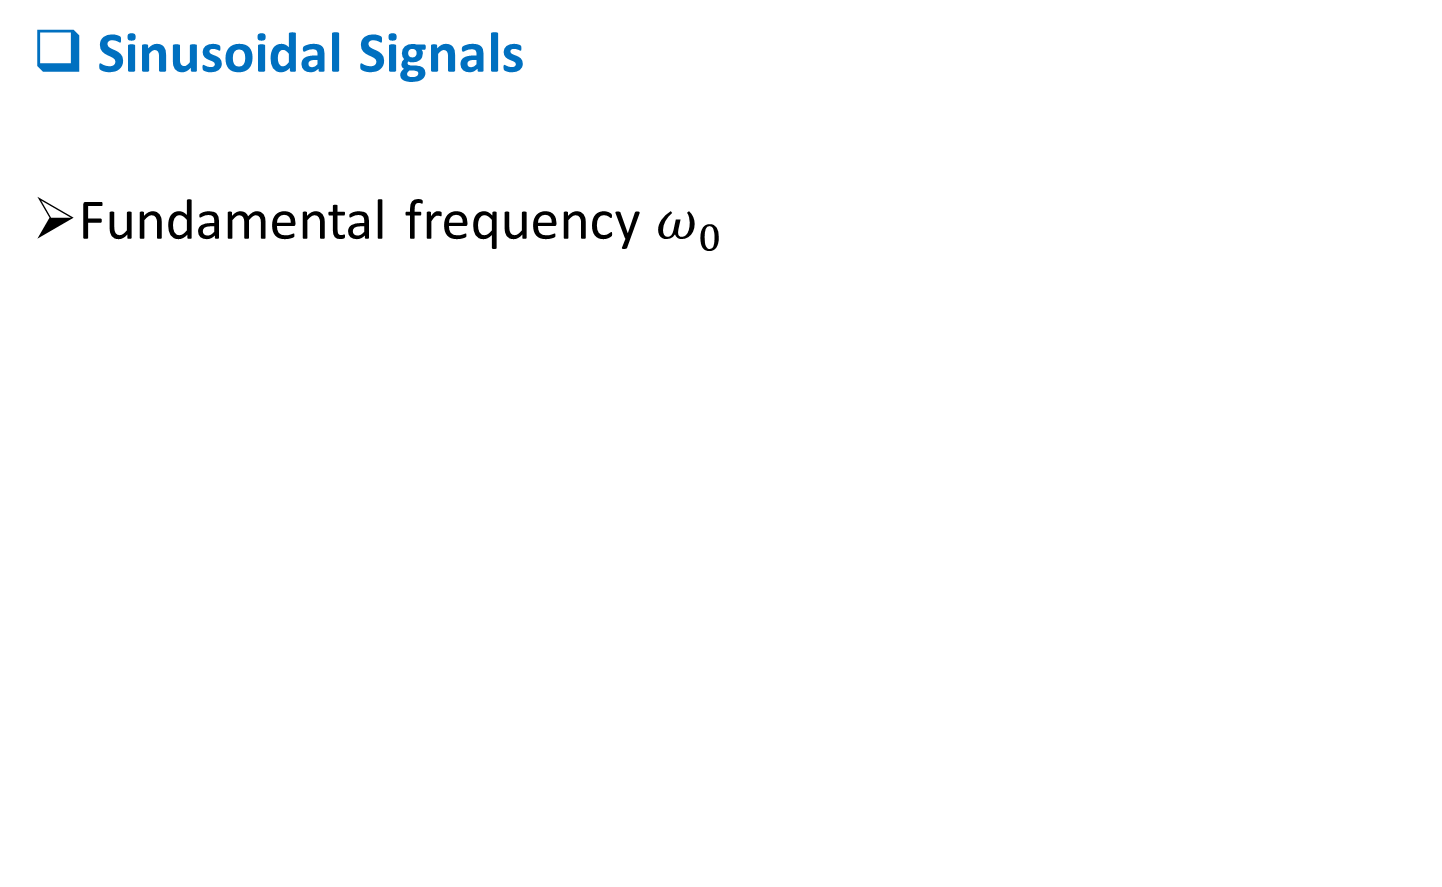 ❑ Sinusoidal Signals
➢Fundamental frequency 𝜔₀